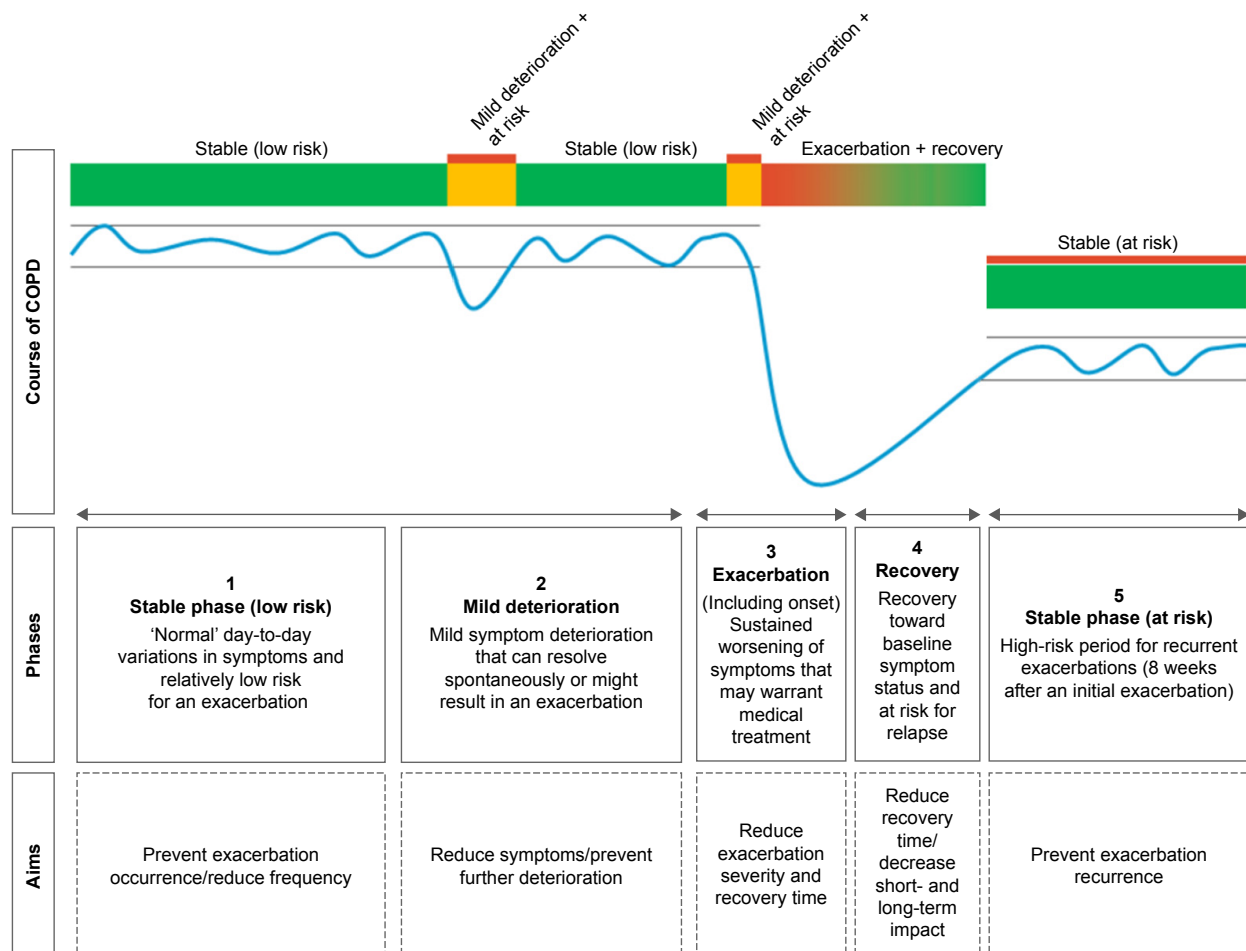 Mild deterioration +
at risk
Mild deterioration +
at risk
Stable (low risk)
Stable (low risk)
Exacerbation + recovery
Stable (at risk)
Course of COPD
Phases
1
Stable phase (low risk)
‘Normal’ day-to-day
variations in symptoms and
relatively low risk
for an exacerbation
2
Mild deterioration
Mild symptom deterioration
that can resolve
spontaneously or might
result in an exacerbation
3
Exacerbation
(Including onset)
Sustained
worsening of
symptoms that
may warrant
medical
treatment
4
Recovery
Recovery
toward
baseline
symptom
status and
at risk for
relapse
5
Stable phase (at risk)
High-risk period for recurrent
exacerbations (8 weeks
after an initial exacerbation)
Aims
Prevent exacerbation
occurrence/reduce frequency
Reduce symptoms/prevent
further deterioration
Reduce
exacerbation
severity and
recovery time
Reduce
recovery
time/
decrease
short- and
long-term
impact
Prevent exacerbation
recurrence